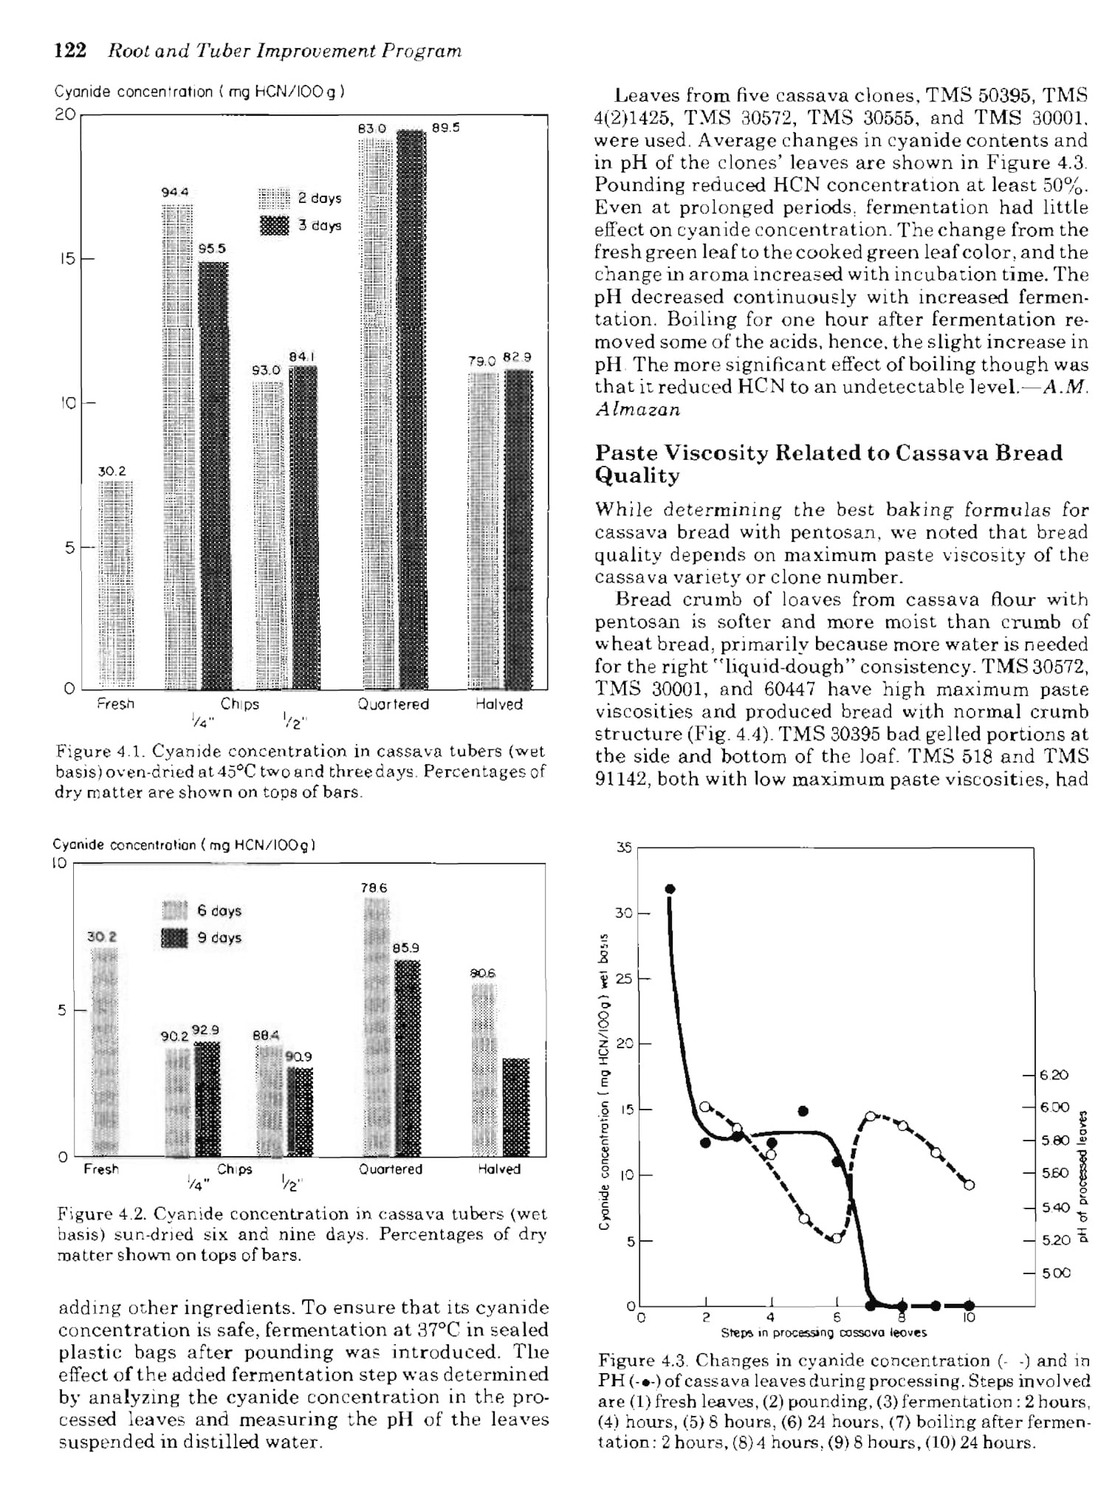 122 Root and Tuber Improvement Program
Cyanide concentration ( mg HCN/100 g )
20
15
10
5
0
30.2
94.4
95.5
93.0
84.1
83.0
89.5
79.0
82.9
2 days
3 days
Fresh
Chips
1/4"
1/2"
Quartered
Halved
Figure 4.1. Cyanide concentration in cassava tubers (wet
basis) oven-dried at 45°C two and three days. Percentages of
dry matter are shown on tops of bars.
Cyanide concentration ( mg HCN/100g)
10
5
0
30.2
90.2
92.9
88.4
90.9
78.6
85.9
80.6
6 days
9 days
Fresh
Chips
1/4"
1/2"
Quartered
Halved
Figure 4.2. Cyanide concentration in cassava tubers (wet
basis) sun-dried six and nine days. Percentages of dry
matter shown on tops of bars.
adding other ingredients. To ensure that its cyanide
concentration is safe, fermentation at 37°C in sealed
plastic bags after pounding was introduced. The
effect of the added fermentation step was determined
by analyzing the cyanide concentration in the pro-
cessed leaves and measuring the pH of the leaves
suspended in distilled water.
Leaves from five cassava clones, TMS 50395, TMS
4(2)1425, TMS 30572, TMS 30555, and TMS 30001,
were used. Average changes in cyanide contents and
in pH of the clones' leaves are shown in Figure 4.3.
Pounding reduced HCN concentration at least 50%.
Even at prolonged periods, fermentation had little
effect on cyanide concentration. The change from the
fresh green leaf to the cooked green leaf color, and the
change in aroma increased with incubation time. The
pH decreased continuously with increased fermen-
tation. Boiling for one hour after fermentation re-
moved some of the acids, hence, the slight increase in
pH. The more significant effect of boiling though was
that it reduced HCN to an undetectable level.—A.M.
Almazan
Paste Viscosity Related to Cassava Bread
Quality
While determining the best baking formulas for
cassava bread with pentosan, we noted that bread
quality depends on maximum paste viscosity of the
cassava variety or clone number.
Bread crumb of loaves from cassava flour with
pentosan is softer and more moist than crumb of
wheat bread, primarily because more water is needed
for the right "liquid-dough" consistency. TMS 30572,
TMS 30001, and 60447 have high maximum paste
viscosities and produced bread with normal crumb
structure (Fig. 4.4). TMS 30395 bad gelled portions at
the side and bottom of the loaf. TMS 518 and TMS
91142, both with low maximum paste viscosities, had
Cyanide concentration ( mg HCN/100g) wet basis
35
30
25
20
15
10
5
0
6.20
6.00
5.80
5.60
5.40
5.20
5.00
pH of processed leaves
0
2
4
6
8
10
Steps in processing cassava leaves
Figure 4.3. Changes in cyanide concentration (- -) and in
PH (-●-) of cassava leaves during processing. Steps involved
are (1) fresh leaves, (2) pounding, (3) fermentation : 2 hours,
(4) hours, (5) 8 hours, (6) 24 hours, (7) boiling after fermen-
tation : 2 hours, (8) 4 hours, (9) 8 hours, (10) 24 hours.